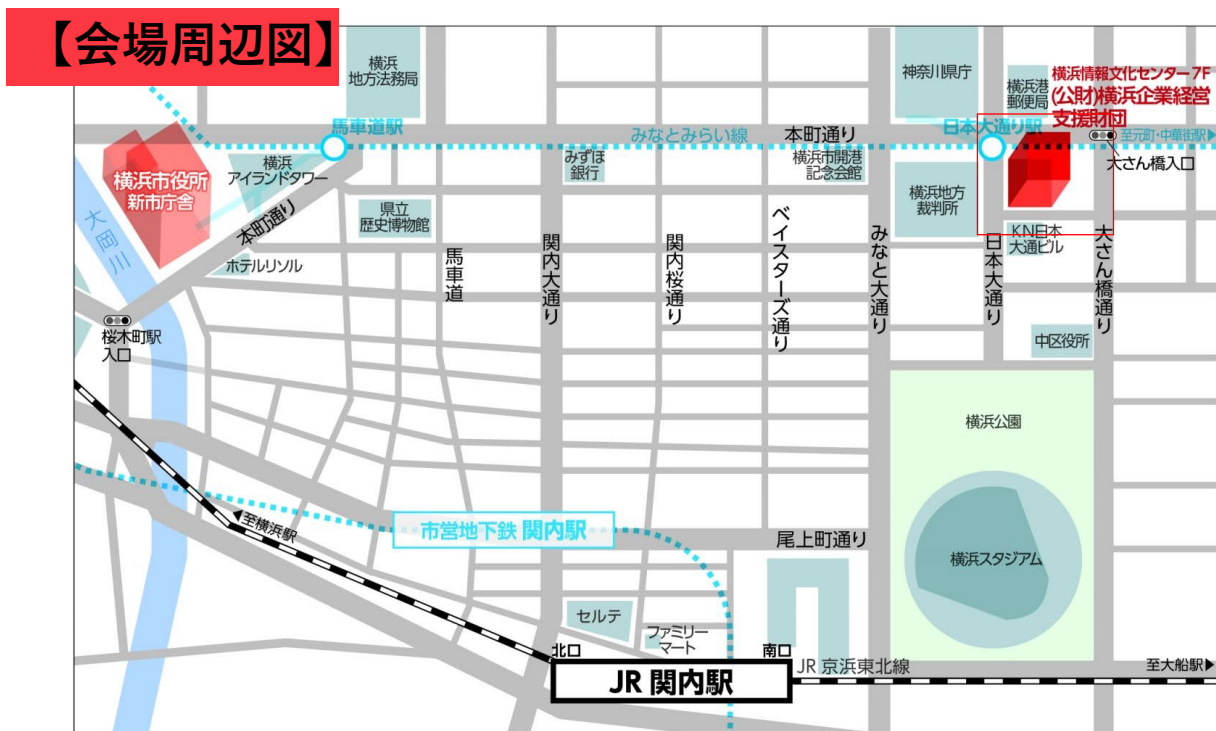 【会場周辺図】
横浜
地方法務局
神奈川県庁
横浜港
郵便局
横浜情報文化センター7F
(公財)横浜企業経営
支援財団
馬車道駅
みなとみらい線
本町通り
日本大通り駅
至元町・中華街駅▶
大さん橋入口
横浜市役所
新市庁舎
横浜
アイランドタワー
みずほ
銀行
横浜市開港
記念会館
横浜地方
裁判所
県立
歴史博物館
本町通り
大岡川
ホテルリソル
馬車道
関内大通り
関内桜通り
ベイスターズ通り
みなと大通り
日本大通り
KN日本
大通ビル
大さん橋通り
桜木町駅
入口
中区役所
横浜公園
横浜スタジアム
◀至横浜駅
市営地下鉄 関内駅
尾上町通り
セルテ
ファミリー
マート
北口
南口
JR 関内駅
JR 京浜東北線
至大船駅▶